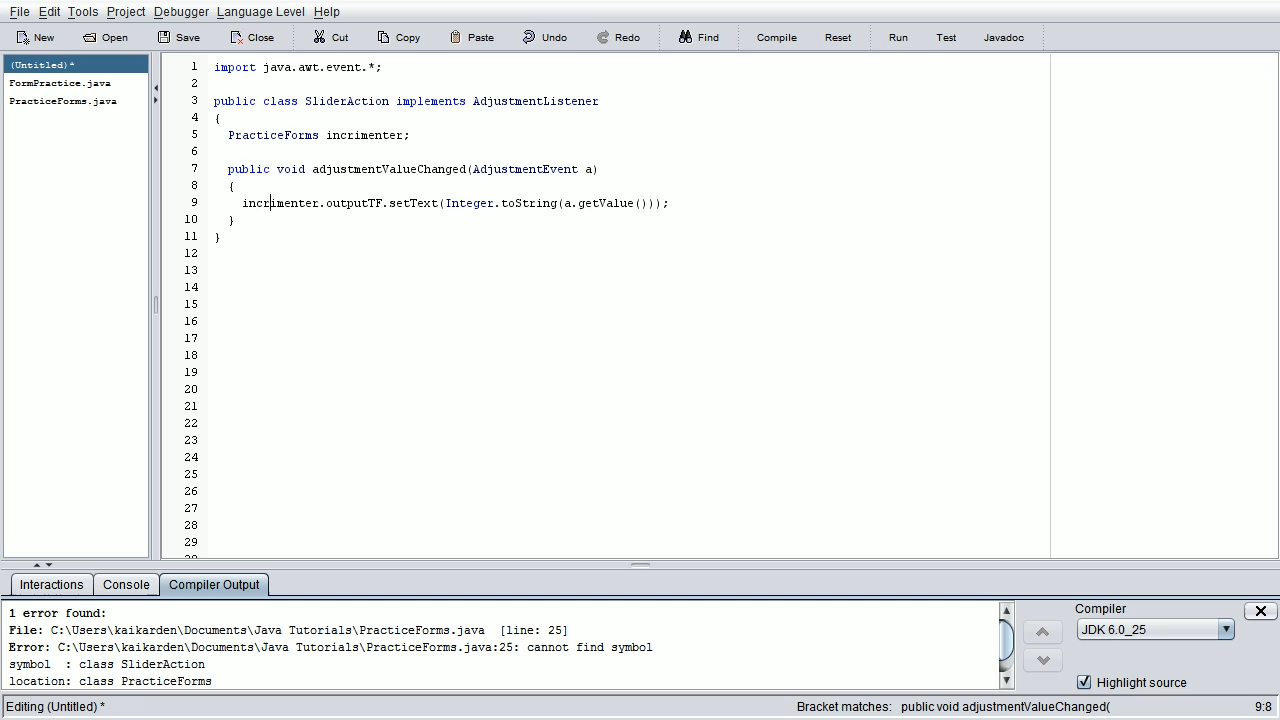 File Edit Tools Project Debugger Language Level Help
New Open Save Close Cut Copy Paste Undo Redo Find Compile Reset Run Test Javadoc
(Untitled)*
FormPractice.java
PracticeForms.java
1 import java.awt.event.*;
2
3 public class SliderAction implements AdjustmentListener
4 {
5 PracticeForms incrimenter;
6
7 public void adjustmentValueChanged(AdjustmentEvent a)
8 {
9 incrimenter.outputTF.setText(Integer.toString(a.getValue()));
10 }
11 }
12
13
14
15
16
17
18
19
20
21
22
23
24
25
26
27
28
29
Interactions Console Compiler Output
1 error found:
File: C:\Users\kaikarden\Documents\Java Tutorials\PracticeForms.java [line: 25]
Error: C:\Users\kaikarden\Documents\Java Tutorials\PracticeForms.java:25: cannot find symbol
symbol : class SliderAction
location: class PracticeForms
Compiler
JDK 6.0_25
Highlight source
Editing (Untitled) * Bracket matches: public void adjustmentValueChanged( 9:8